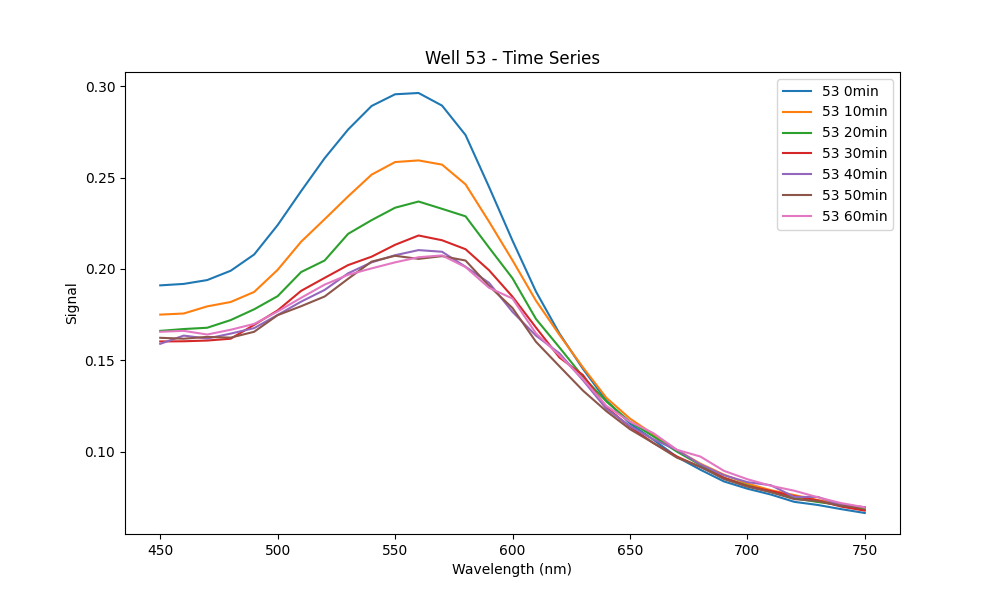 Well 53 - Time Series
Signal
0.30
0.25
0.20
0.15
0.10
53 0min
53 10min
53 20min
53 30min
53 40min
53 50min
53 60min
450 500 550 600 650 700 750
Wavelength (nm)